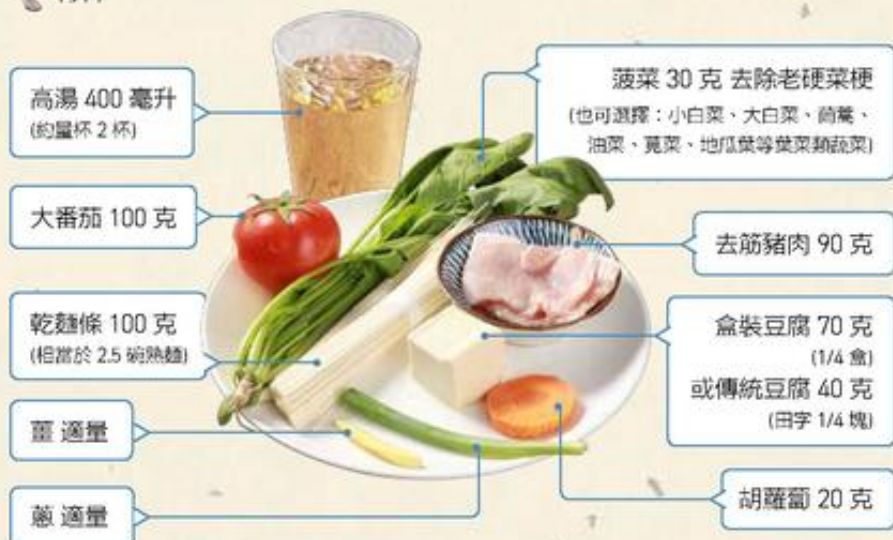 高湯 400 毫升
(約量杯 2 杯)
大番茄 100 克
乾麵條 100 克
(相當於 2.5 碗熟麵)
薑 適量
蔥 適量
菠菜 30 克 去除老硬菜梗
(也可選擇：小白菜、大白菜、茼蒿、
油菜、莧菜、地瓜葉等葉菜類蔬菜)
去筋豬肉 90 克
盒裝豆腐 70 克
(1/4 盒)
或傳統豆腐 40 克
(田字 1/4 塊)
胡蘿蔔 20 克